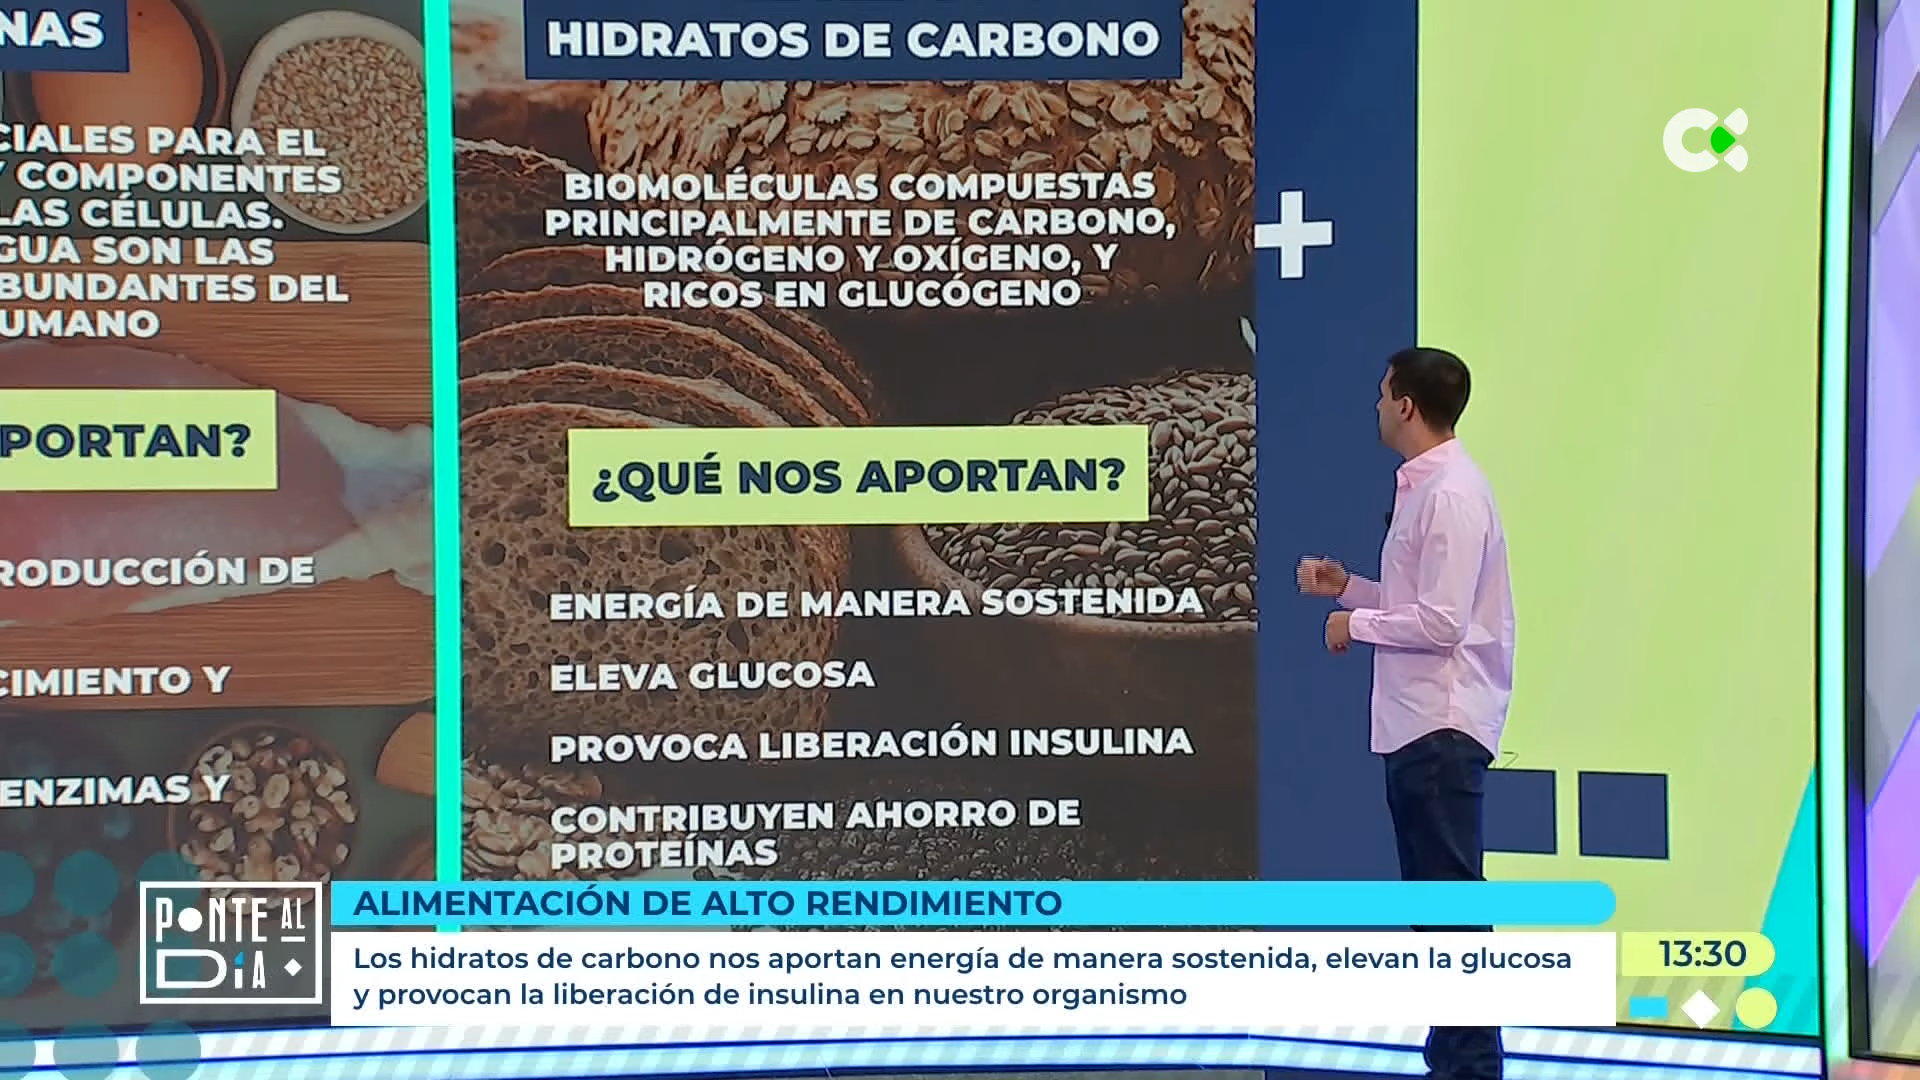 NAS
CIALES PARA EL
Y COMPONENTES
LAS CÉLULAS.
GUA SON LAS
BUNDANTES DEL
UMANO
PORTAN?
RODUCCIÓN DE
CIMIENTO Y
ENZIMAS Y
HIDRATOS DE CARBONO
BIOMOLÉCULAS COMPUESTAS
PRINCIPALMENTE DE CARBONO,
HIDRÓGENO Y OXÍGENO, Y
RICOS EN GLUCÓGENO
¿QUÉ NOS APORTAN?
ENERGÍA DE MANERA SOSTENIDA
ELEVA GLUCOSA
PROVOCA LIBERACIÓN INSULINA
CONTRIBUYEN AHORRO DE
PROTEÍNAS
+
PONTE AL
DÍA
ALIMENTACIÓN DE ALTO RENDIMIENTO
Los hidratos de carbono nos aportan energía de manera sostenida, elevan la glucosa
y provocan la liberación de insulina en nuestro organismo
13:30